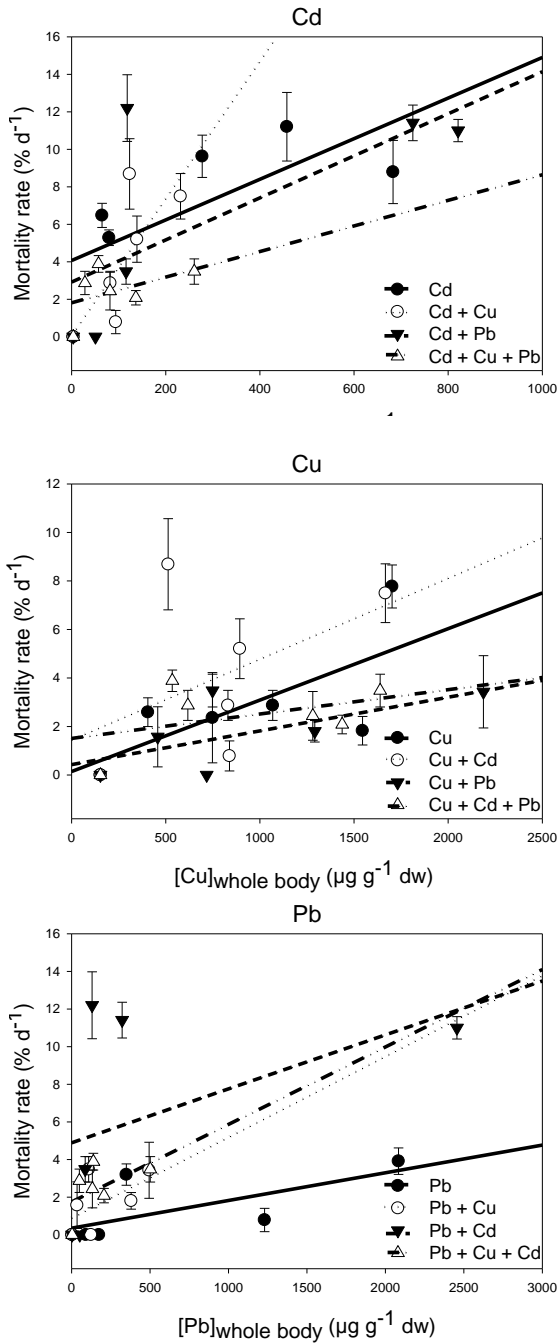 Cd
Mortality rate (% d-1)
16
14
12
10
8
6
4
2
0
Cd
Cd + Cu
Cd + Pb
Cd + Cu + Pb
0 200 400 600 800 1000
Cu
Mortality rate (% d-1)
12
10
8
6
4
2
0
Cu
Cu + Cd
Cu + Pb
Cu + Cd + Pb
0 500 1000 1500 2000 2500
[Cu]whole body (µg g-1 dw)
Pb
Mortality rate (% d-1)
16
14
12
10
8
6
4
2
0
Pb
Pb + Cu
Pb + Cd
Pb + Cu + Cd
0 500 1000 1500 2000 2500 3000
[Pb]whole body (µg g-1 dw)